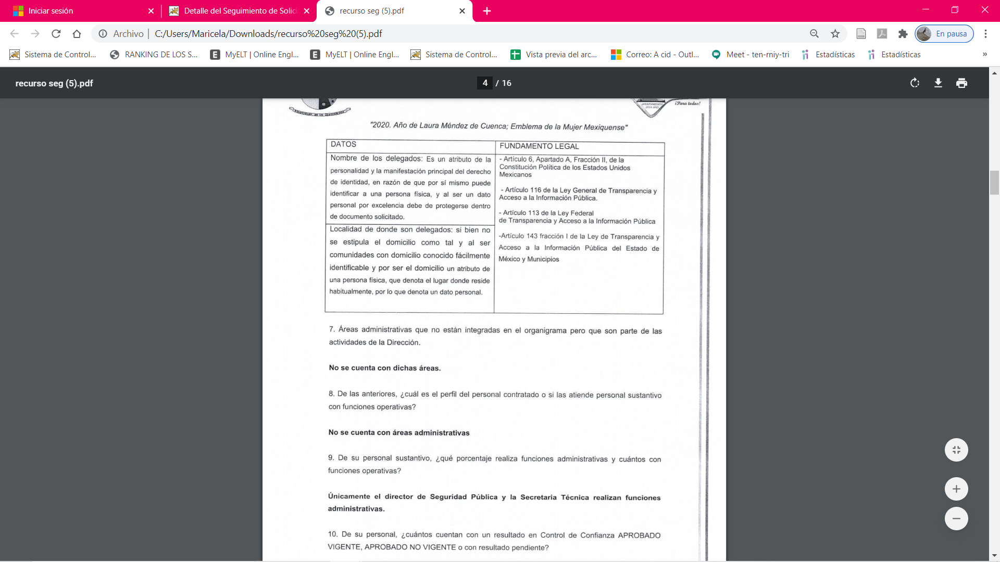 Iniciar sesión
Detalle del Seguimiento de Solici
recurso seg (5).pdf
Archivo
C:/Users/Maricela/Downloads/recurso%20seg%20(5).pdf
En pausa
Sistema de Control...
RANKING DE LOS S...
MyELT | Online Engl...
MyELT | Online Engl...
Sistema de Control...
Vista previa del arc...
Correo: A cid - Outl...
Meet - ten-rniy-tri
Estadísticas
Estadísticas
»
recurso seg (5).pdf
4 / 16
AYUNTAMIENTO
2019-2021
¡Para todos!
"2020. Año de Laura Méndez de Cuenca; Emblema de la Mujer Mexiquense"
DATOS
Nombre de los delegados: Es un atributo de la
personalidad y la manifestación principal del derecho
de identidad, en razón de que por sí mismo puede
identificar a una persona física, y al ser un dato
personal por excelencia debe de protegerse dentro
de documento solicitado.
Localidad de donde son delegados: si bien no
se estipula el domicilio como tal y al ser
comunidades con domicilio conocido fácilmente
identificable y por ser el domicilio un atributo de
una persona física, que denota el lugar donde reside
habitualmente, por lo que denota un dato personal.
FUNDAMENTO LEGAL
- Artículo 6, Apartado A, Fracción II, de la
Constitución Política de los Estados Unidos
Mexicanos
- Artículo 116 de la Ley General de Transparencia y
Acceso a la Información Pública.
- Artículo 113 de la Ley Federal
de Transparencia y Acceso a la Información Pública
-Artículo 143 fracción I de la Ley de Transparencia y
Acceso a la Información Pública del Estado de
México y Municipios
7. Áreas administrativas que no están integradas en el organigrama pero que son parte de las
actividades de la Dirección.
No se cuenta con dichas áreas.
8. De las anteriores, ¿cuál es el perfil del personal contratado o si las atiende personal sustantivo
con funciones operativas?
No se cuenta con áreas administrativas
9. De su personal sustantivo, ¿qué porcentaje realiza funciones administrativas y cuántos con
funciones operativas?
Únicamente el director de Seguridad Pública y la Secretaria Técnica realizan funciones
administrativas.
10. De su personal, ¿cuántos cuentan con un resultado en Control de Confianza APROBADO
VIGENTE, APROBADO NO VIGENTE o con resultado pendiente?